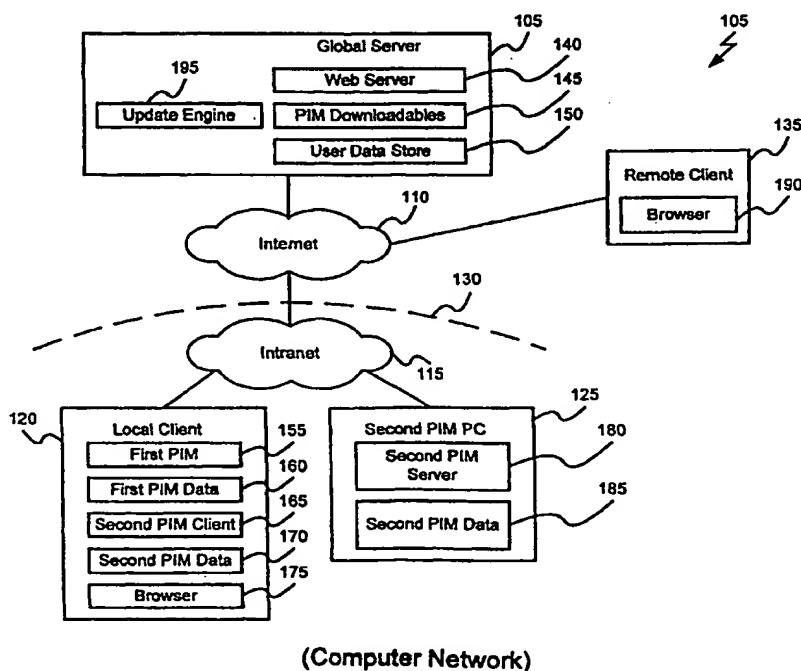 105
105
Global Server
140
Web Server
195
145
Update Engine
PIM Downloadables
150
User Data Store
135
Remote Client
110
190
Browser
Internet
130
Intranet
115
120
125
Local Client
155
Second PIM PC
180
First PIM
Second PIM
Server
160
First PIM Data
165
185
Second PIM Client
Second PIM Data
170
Second PIM Data
175
Browser
(Computer Network)